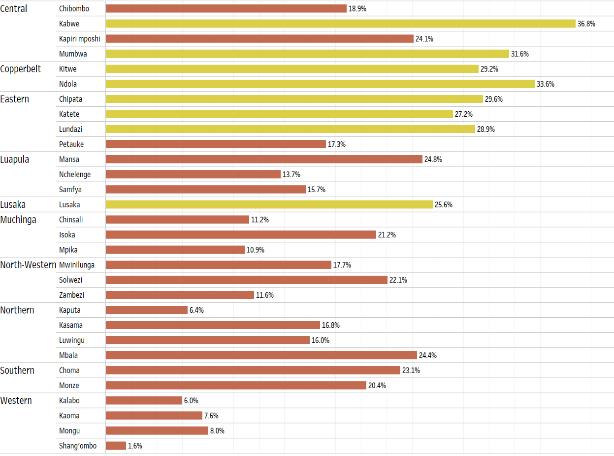 Central Chibombo 18.9%
Kabwe 36.8%
Kapiri mposhi 24.1%
Mumbwa 31.6%
Copperbelt Kitwe 29.2%
Ndola 33.6%
Eastern Chipata 29.6%
Katete 27.2%
Lundazi 28.9%
Petauke 17.3%
Luapula Mansa 24.8%
Nchelenge 13.7%
Samfya 15.7%
Lusaka Lusaka 25.6%
Muchinga Chinsali 11.2%
Isoka 21.2%
Mpika 10.9%
North-Western Mwinilunga 17.7%
Solwezi 22.1%
Zambezi 11.6%
Northern Kaputa 6.4%
Kasama 16.8%
Luwingu 16.0%
Mbala 24.4%
Southern Choma 23.1%
Monze 20.4%
Western Kalabo 6.0%
Kaoma 7.6%
Mongu 8.0%
Shang'ombo 1.6%